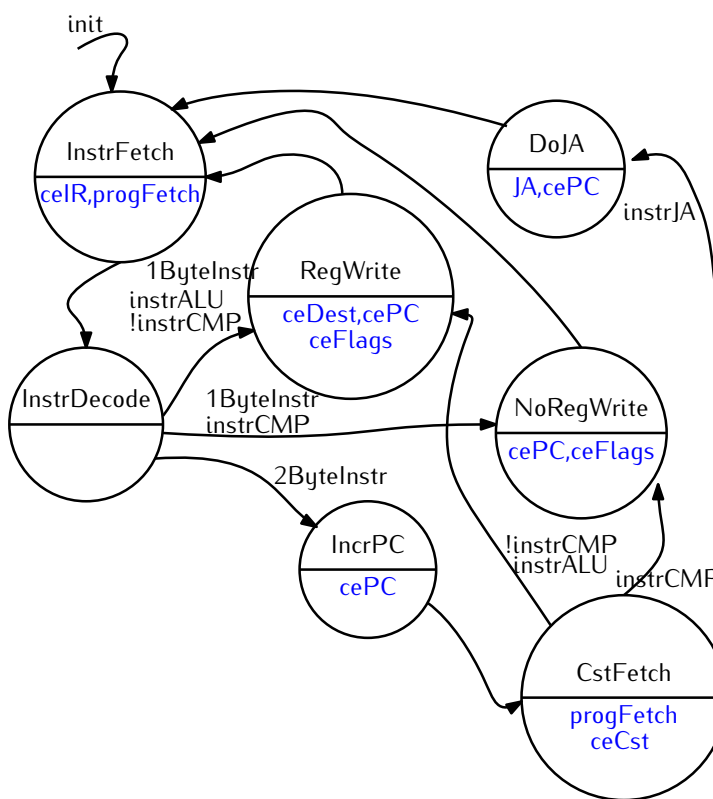 init
InstrFetch
ceIR,progFetch
DoJA
JA,cePC
instrJA
1ByteInstr
instrALU
!instrCMP
RegWrite
ceDest,cePC
ceFlags
InstrDecode
1ByteInstr
instrCMP
NoRegWrite
cePC,ceFlags
2ByteInstr
IncrPC
cePC
!instrCMP
instrALU
instrCMP
CstFetch
progFetch
ceCst